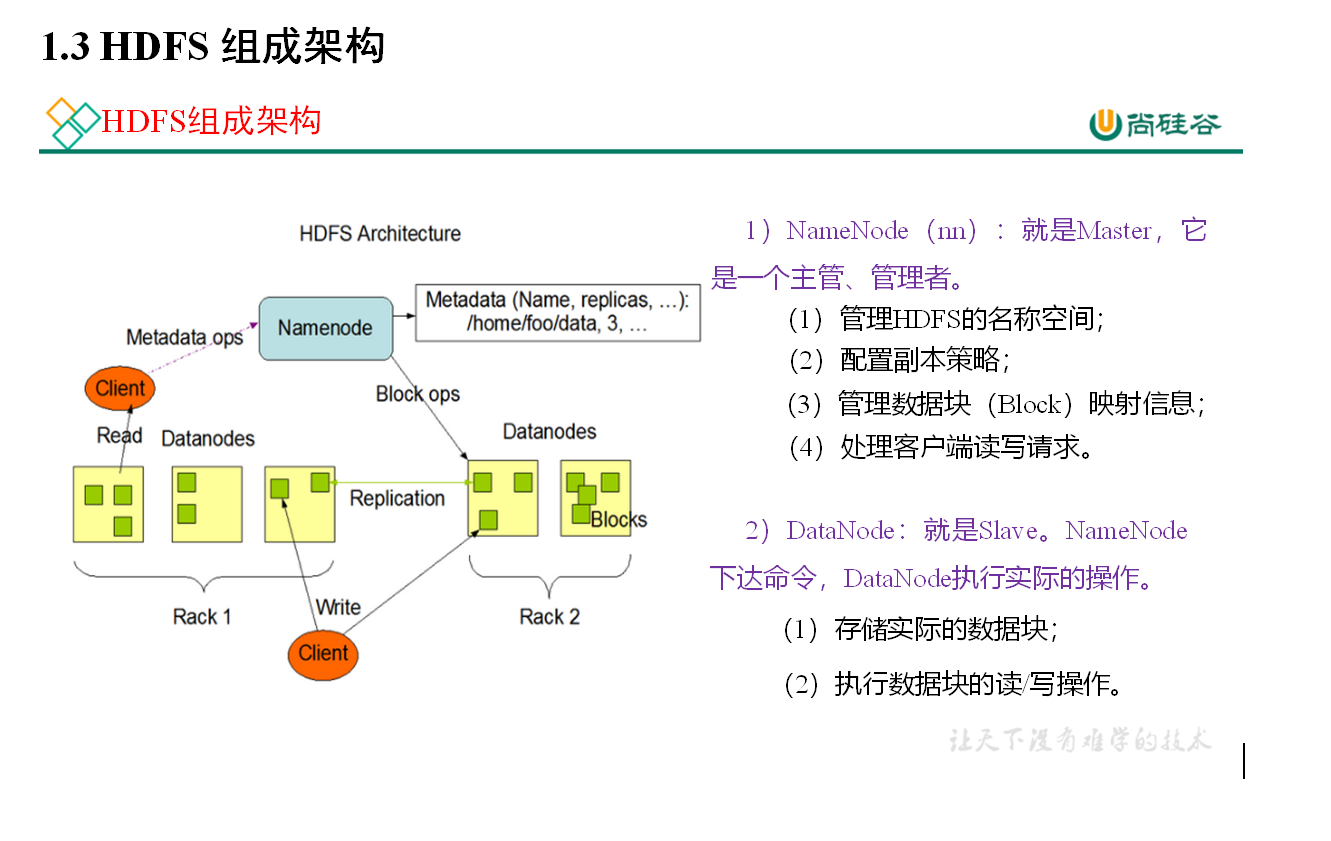 1.3 HDFS 组成架构
HDFS组成架构
尚硅谷
HDFS Architecture
Namenode
Metadata (Name, replicas, …):
/home/foo/data, 3, …
Metadata ops
Client
Block ops
Read
Datanodes
Datanodes
Replication
Blocks
Rack 1
Write
Rack 2
Client
1）NameNode（nn）：就是Master，它
是一个主管、管理者。
（1）管理HDFS的名称空间；
（2）配置副本策略；
（3）管理数据块（Block）映射信息；
（4）处理客户端读写请求。
2）DataNode：就是Slave。NameNode
下达命令，DataNode执行实际的操作。
（1）存储实际的数据块；
（2）执行数据块的读/写操作。
让天下没有难学的技术